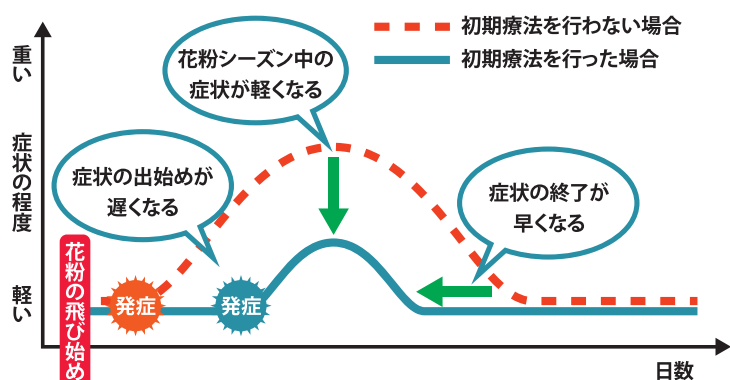 初期療法を行わない場合
初期療法を行った場合
重い
症状の程度
軽い
花粉シーズン中の
症状が軽くなる
症状の出始めが
遅くなる
症状の終了が
早くなる
花粉の飛び始め
発症
発症
日数